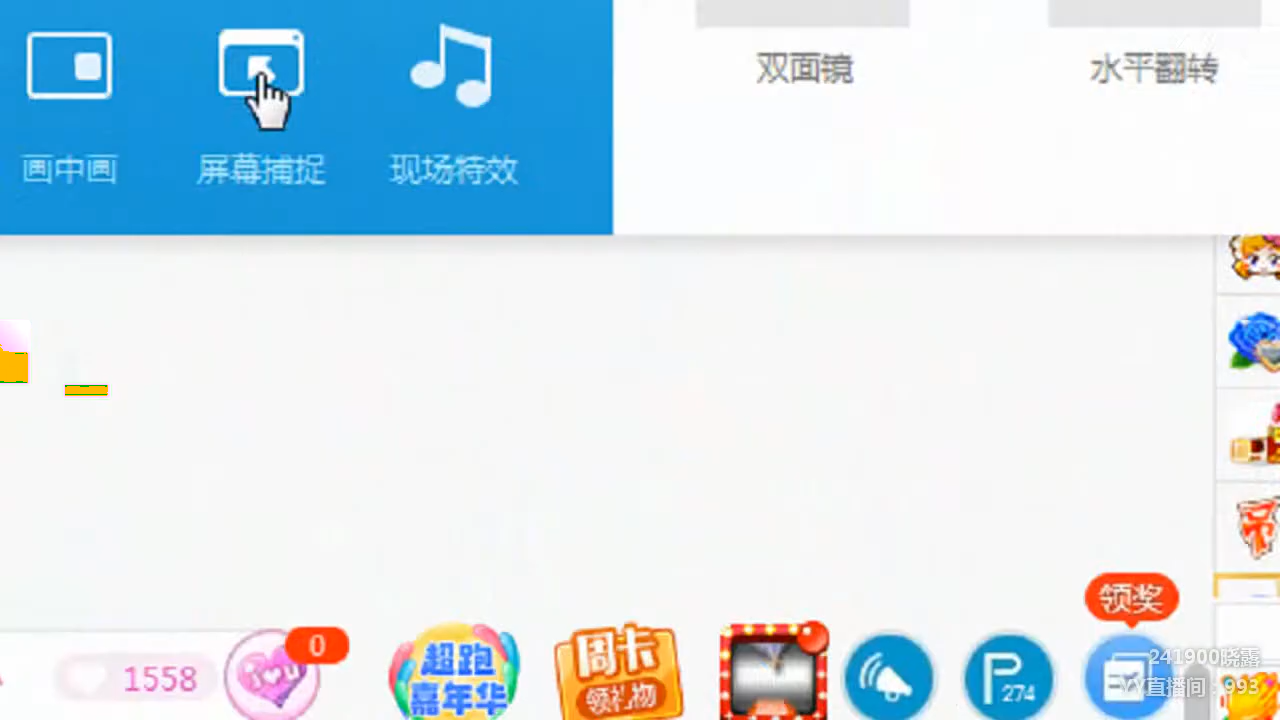 双面镜
水平翻转
画中画
屏幕捕捉
现场特效
吊
领奖
0
1558
I♥U
超跑
嘉年华
周卡
领礼物
P274
241900晓露
YY直播间:993